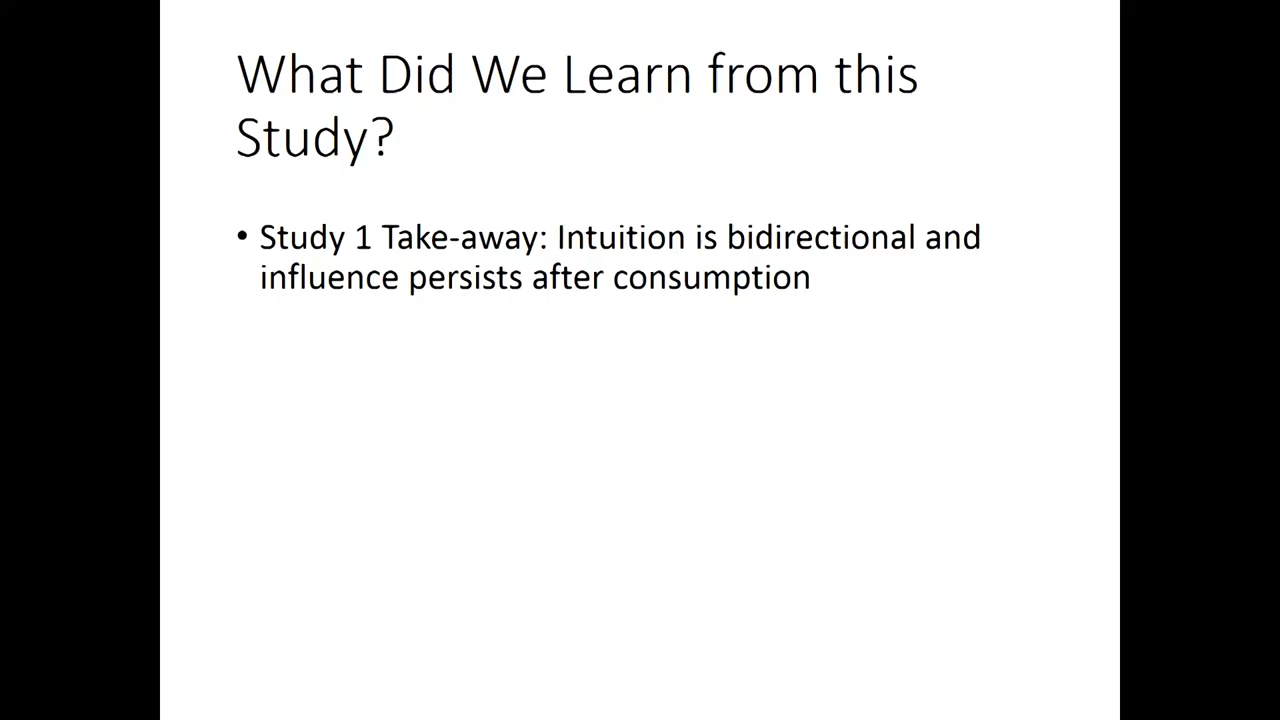 What Did We Learn from this
Study?
• Study 1 Take-away: Intuition is bidirectional and
influence persists after consumption